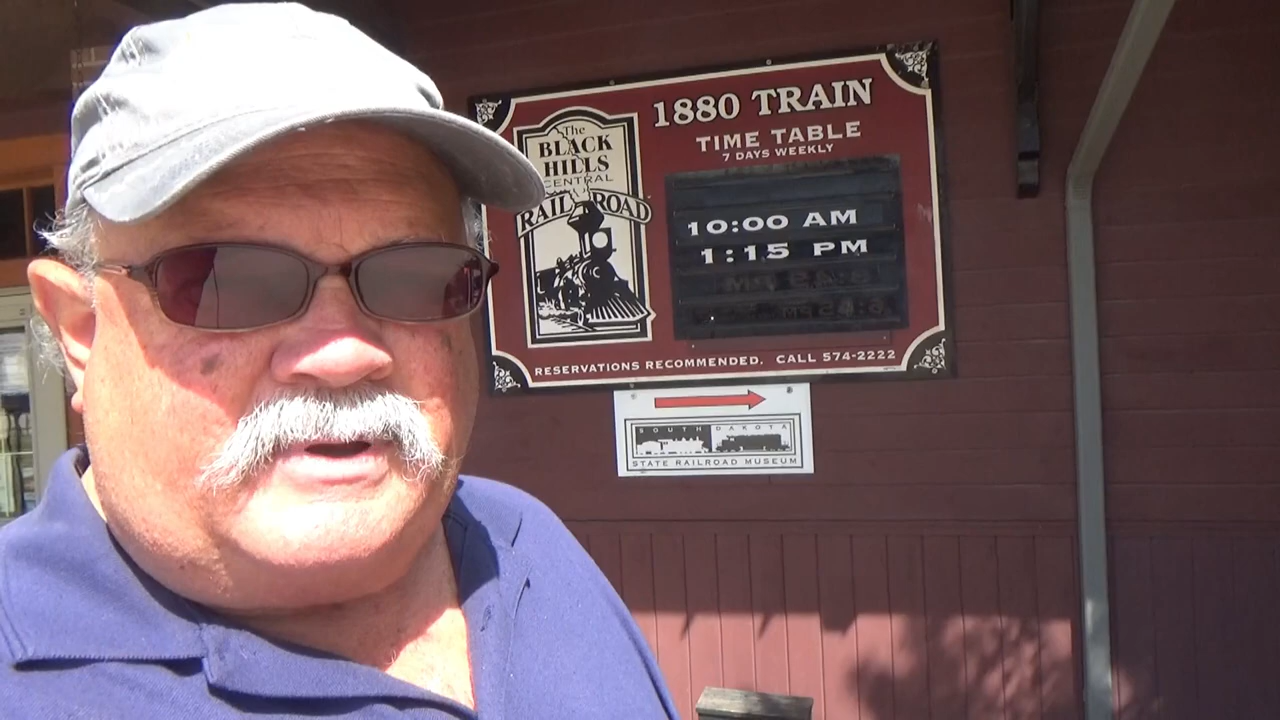 1880 TRAIN
TIME TABLE
7 DAYS WEEKLY
The
BLACK
HILLS
CENTRAL
RAILROAD
10:00 AM
1:15 PM
RESERVATIONS RECOMMENDED. CALL 574-2222
SOUTH DAKOTA
STATE RAILROAD MUSEUM